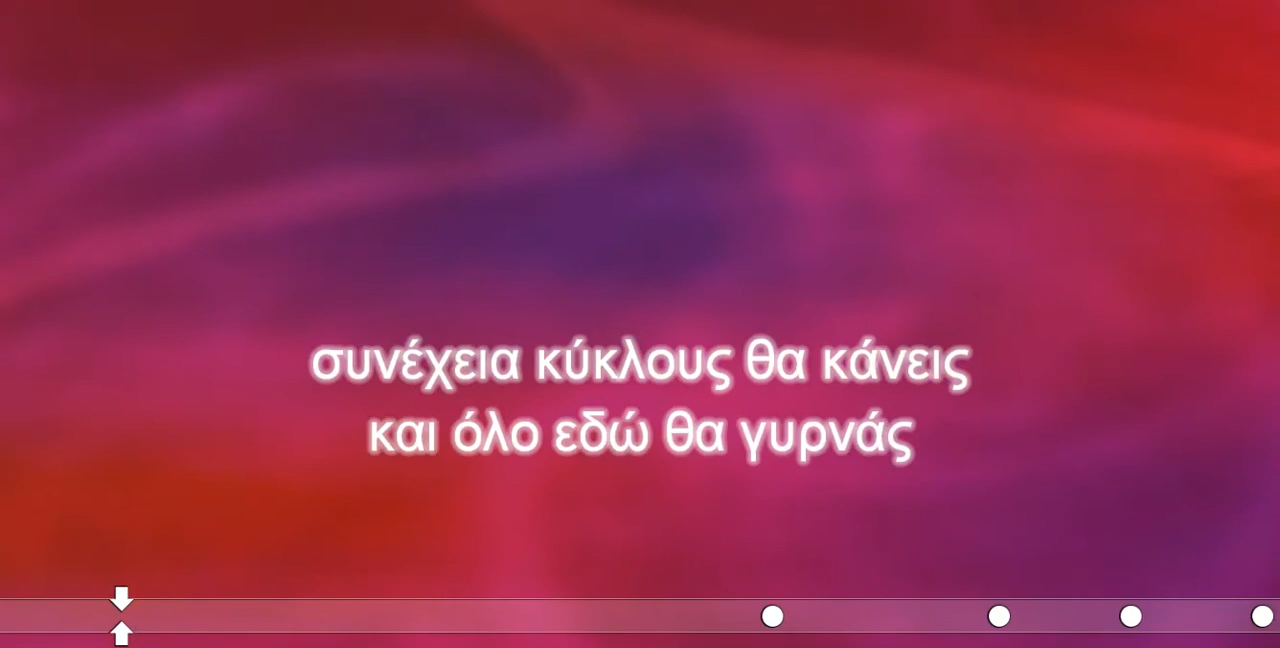 συνέχεια κύκλους θα κάνεις
και όλο εδώ θα γυρνάς